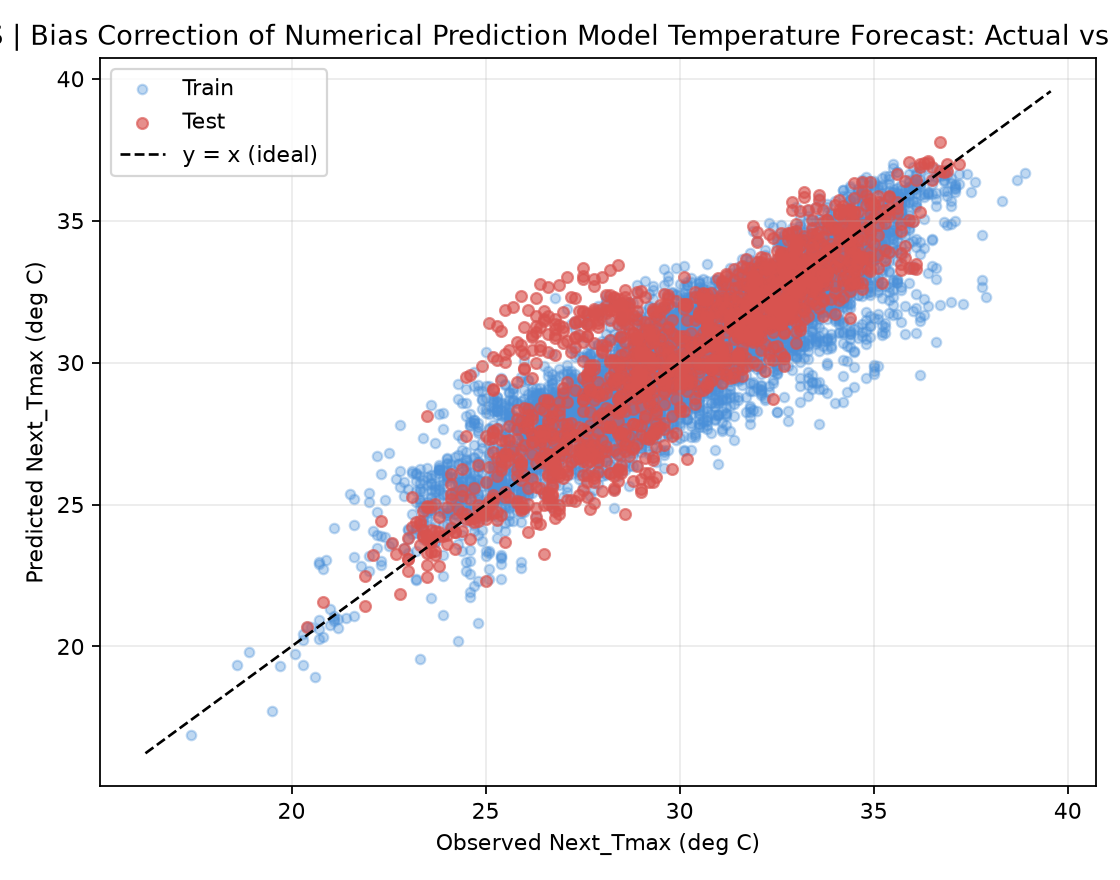 | Bias Correction of Numerical Prediction Model Temperature Forecast: Actual vs
Train
Test
y = x (ideal)
40
35
30
25
20
Predicted Next_Tmax (deg C)
20 25 30 35 40
Observed Next_Tmax (deg C)